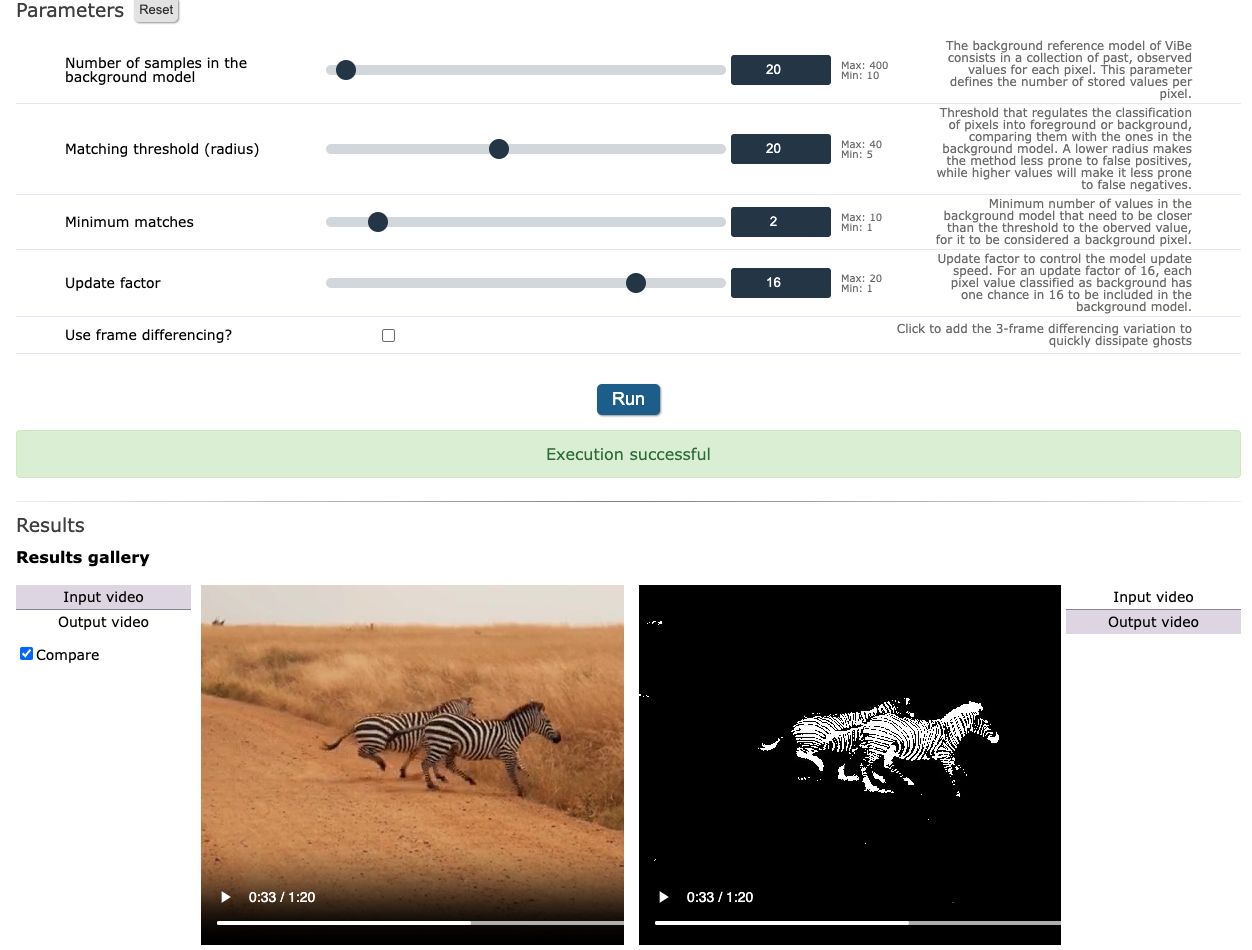 Parameters Reset
Number of samples in the
background model
20
Max: 400
Min: 10
The background reference model of ViBe
consists in a collection of past, observed
values for each pixel. This parameter
defines the number of stored values per
pixel.
Matching threshold (radius)
20
Max: 40
Min: 5
Threshold that regulates the classification
of pixels into foreground or background,
comparing them with the ones in the
background model. A lower radius makes
the method less prone to false positives,
while higher values will make it less prone
to false negatives.
Minimum matches
2
Max: 10
Min: 1
Minimum number of values in the
background model that need to be closer
than the threshold to the oberved value,
for it to be considered a background pixel.
Update factor
16
Max: 20
Min: 1
Update factor to control the model update
speed. For an update factor of 16, each
pixel value classified as background has
one chance in 16 to be included in the
background model.
Use frame differencing?
Click to add the 3-frame differencing variation to
quickly dissipate ghosts
Run
Execution successful
Results
Results gallery
Input video
Output video
Compare
0:33 / 1:20
0:33 / 1:20
Input video
Output video